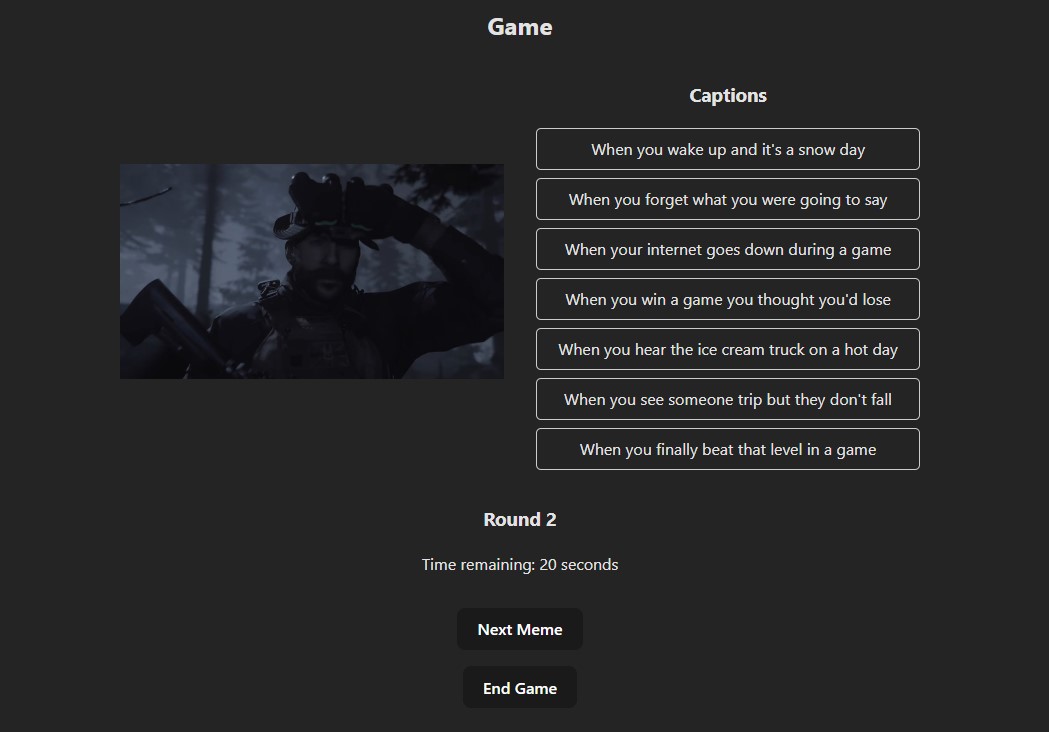 Game
Captions
When you wake up and it's a snow day
When you forget what you were going to say
When your internet goes down during a game
When you win a game you thought you'd lose
When you hear the ice cream truck on a hot day
When you see someone trip but they don't fall
When you finally beat that level in a game
Round 2
Time remaining: 20 seconds
Next Meme
End Game